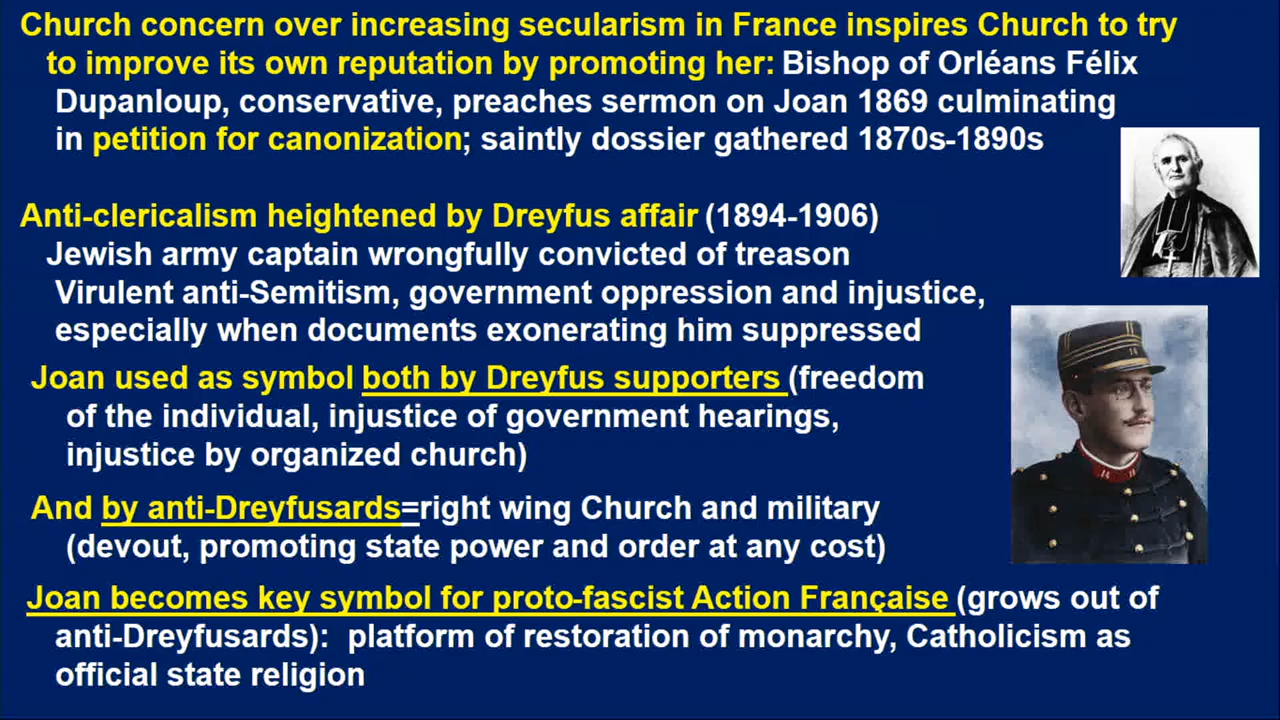 Church concern over increasing secularism in France inspires Church to try
to improve its own reputation by promoting her: Bishop of Orléans Félix
Dupanloup, conservative, preaches sermon on Joan 1869 culminating
in petition for canonization; saintly dossier gathered 1870s-1890s
Anti-clericalism heightened by Dreyfus affair (1894-1906)
Jewish army captain wrongfully convicted of treason
Virulent anti-Semitism, government oppression and injustice,
especially when documents exonerating him suppressed
Joan used as symbol both by Dreyfus supporters (freedom
of the individual, injustice of government hearings,
injustice by organized church)
And by anti-Dreyfusards=right wing Church and military
(devout, promoting state power and order at any cost)
Joan becomes key symbol for proto-fascist Action Française (grows out of
anti-Dreyfusards): platform of restoration of monarchy, Catholicism as
official state religion